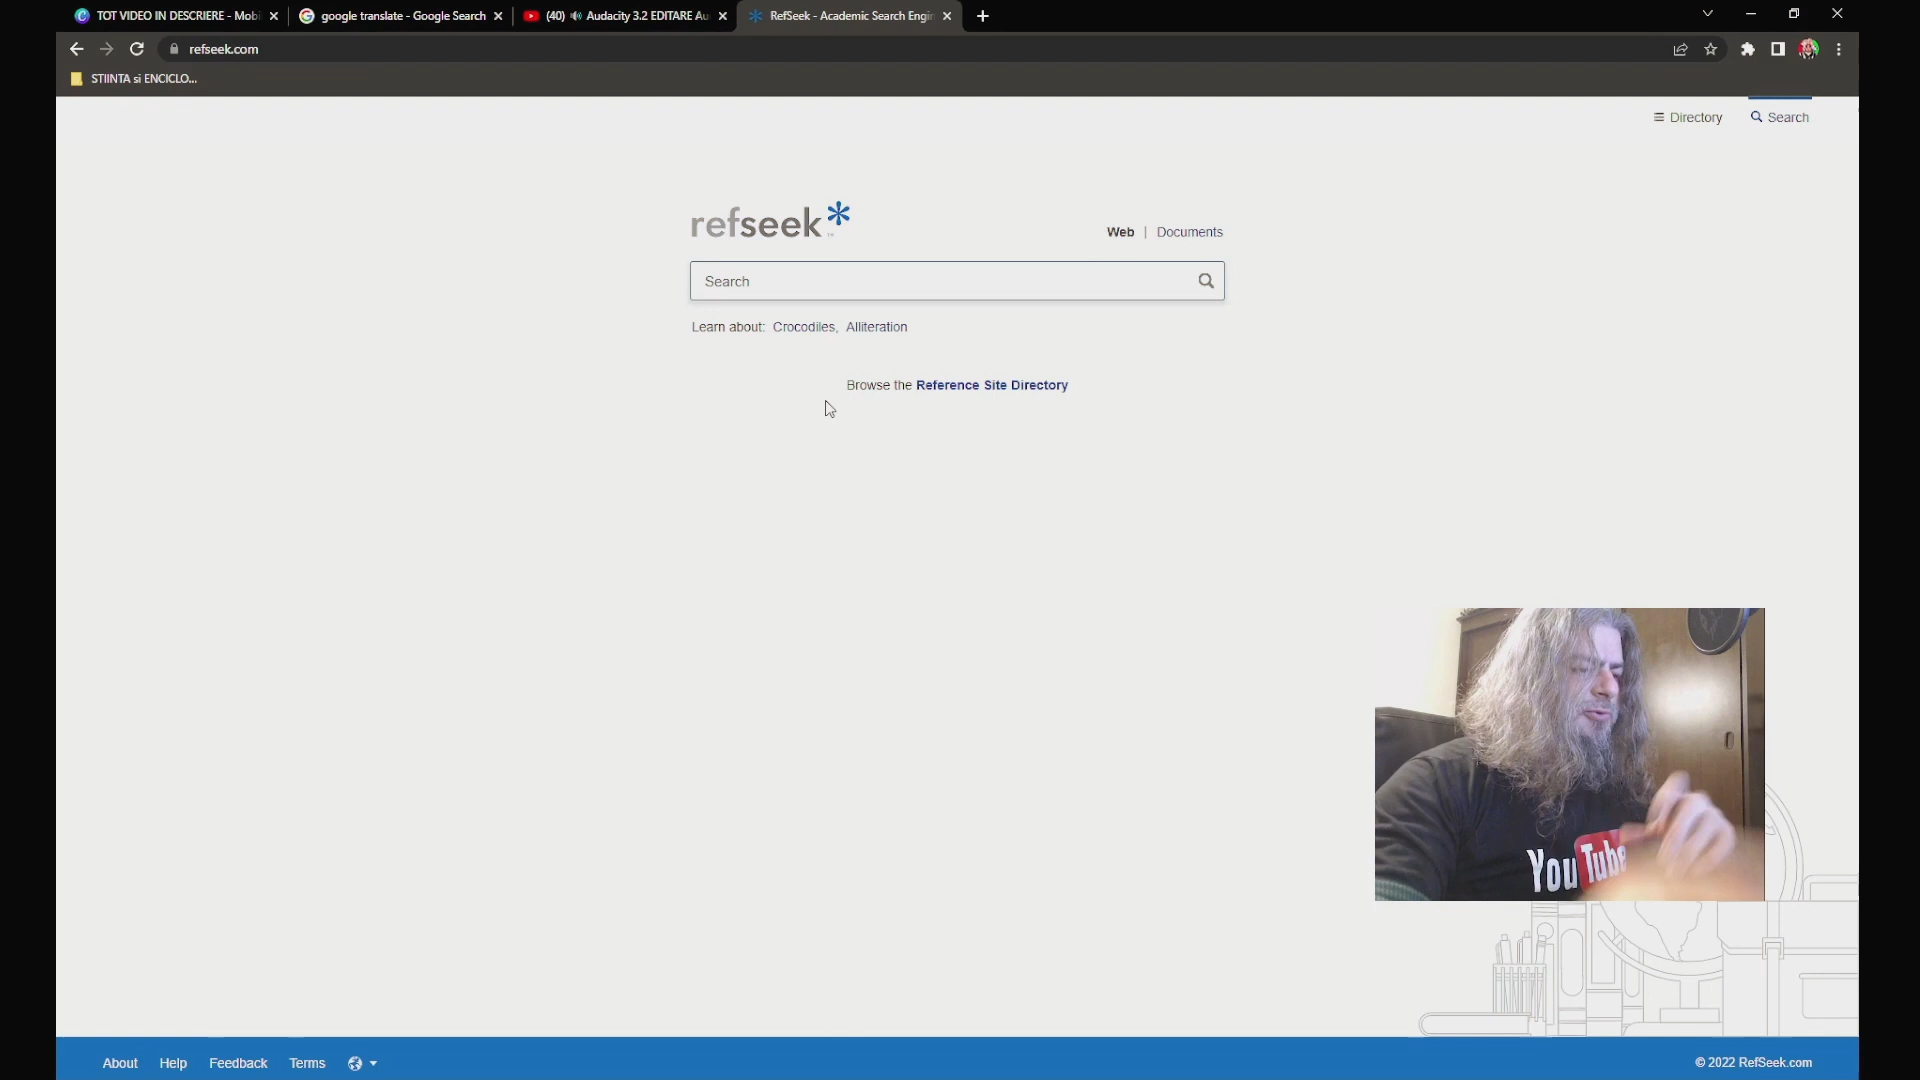 TOT VIDEO IN DESCRIERE - Mobi
google translate - Google Search
(40) Audacity 3.2 EDITARE Au
RefSeek - Academic Search Engin
refseek.com
STIINTA si ENCICLO...
Directory
Search
refseek
Web | Documents
Search
Learn about: Crocodiles, Alliteration
Browse the Reference Site Directory
YouTube
About Help Feedback Terms
© 2022 RefSeek.com